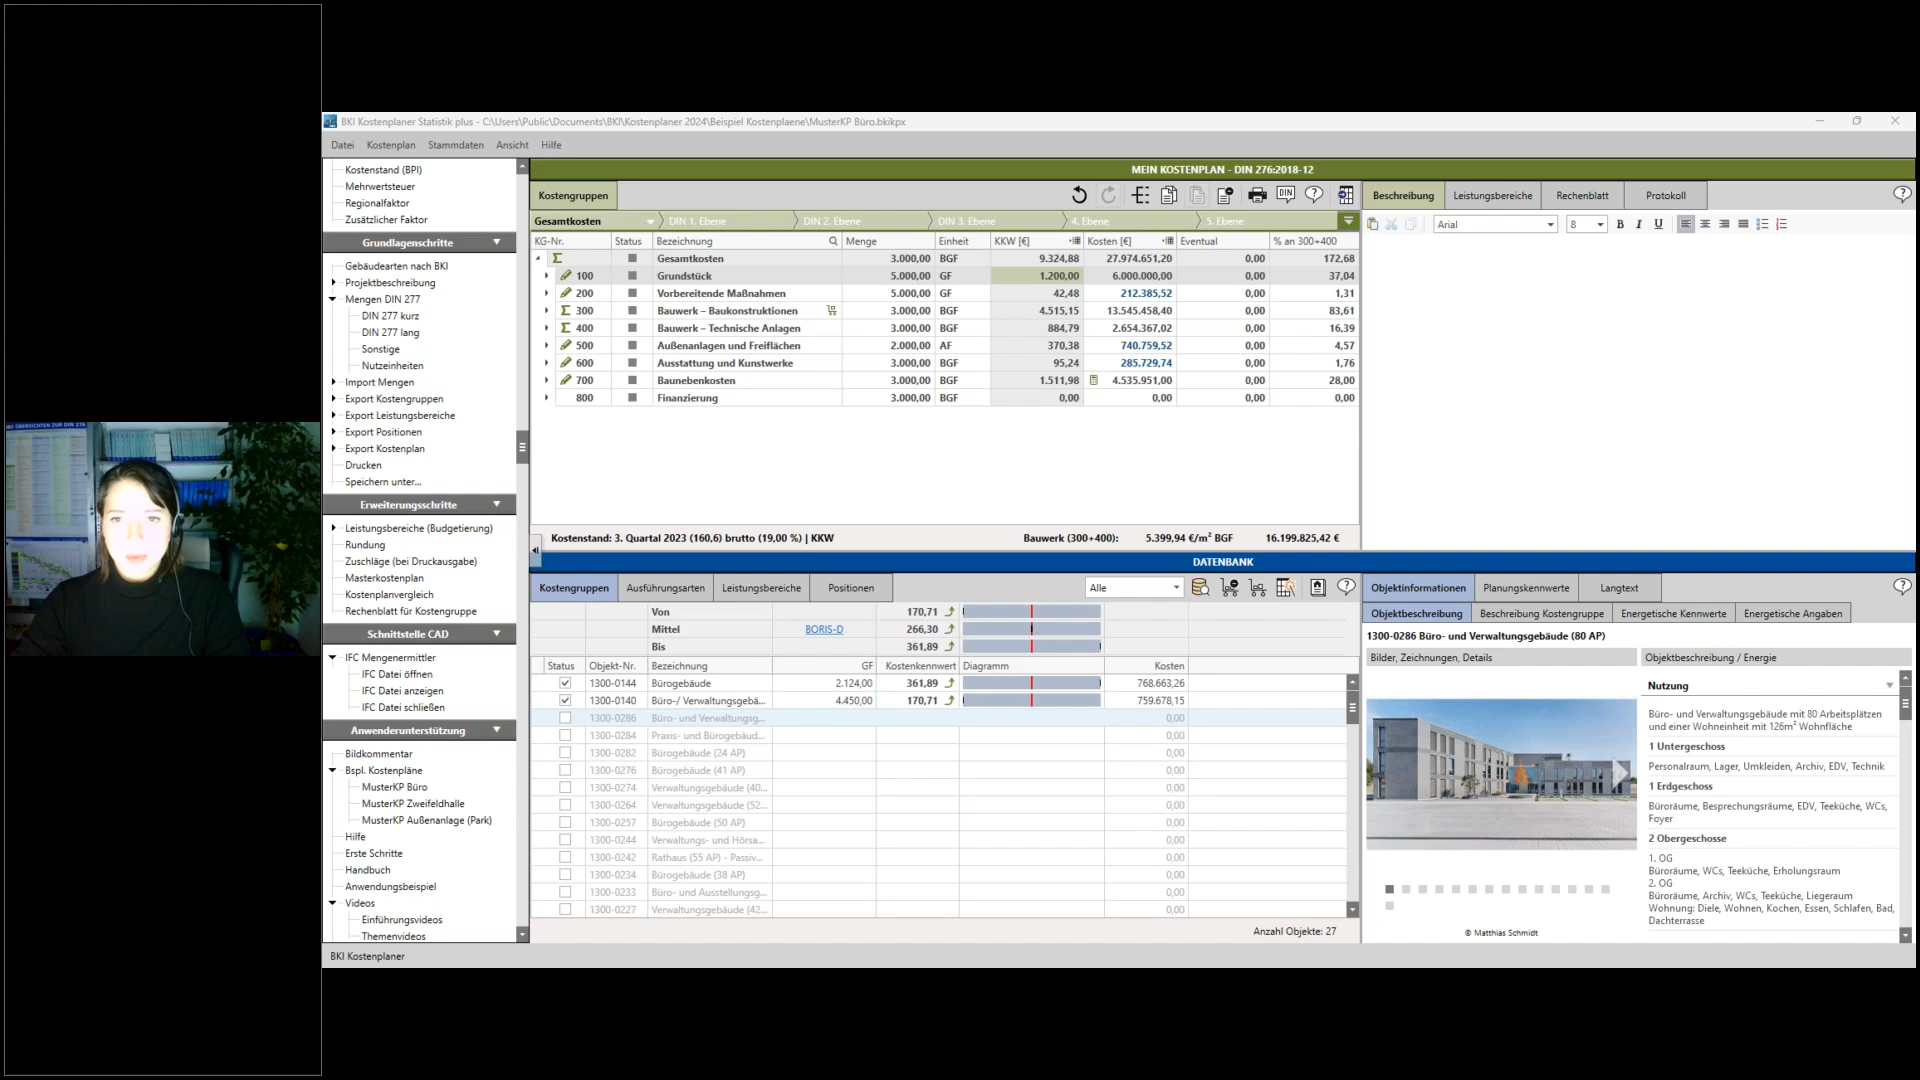 BKI Kostenplaner Statistik plus - C:\Users\Public\Documents\BKI\Kostenplaner 2024\Beispiel Kostenplaene\MusterKP Büro.bkikpx
Datei Kostenplan Stammdaten Ansicht Hilfe
Kostenstand (BPI)
Mehrwertsteuer
Regionalfaktor
Zusätzlicher Faktor
Grundlagenschritte
Gebäudearten nach BKI
Projektbeschreibung
Mengen DIN 277
DIN 277 kurz
DIN 277 lang
Sonstige
Nutzeinheiten
Import Mengen
Export Kostengruppen
Export Leistungsbereiche
Export Positionen
Export Kostenplan
Drucken
Speichern unter...
Erweiterungsschritte
Leistungsbereiche (Budgetierung)
Rundung
Zuschläge (bei Druckausgabe)
Masterkostenplan
Kostenplanvergleich
Rechenblatt für Kostengruppe
Schnittstelle CAD
IFC Mengenermittler
IFC Datei öffnen
IFC Datei anzeigen
IFC Datei schließen
Anwenderunterstützung
Bildkommentar
Bspl. Kostenpläne
MusterKP Büro
MusterKP Zweifeldhalle
MusterKP Außenanlage (Park)
Hilfe
Erste Schritte
Handbuch
Anwendungsbeispiel
Videos
Einführungsvideos
Themenvideos
BKI Kostenplaner
MEIN KOSTENPLAN - DIN 276:2018-12
Kostengruppen DIN
Gesamtkosten DIN 1. Ebene DIN 2. Ebene DIN 3. Ebene 4. Ebene 5. Ebene
KG-Nr. Status Bezeichnung Menge Einheit KKW [€] Kosten [€] Eventual % an 300+400
Σ Gesamtkosten 3.000,00 BGF 9.324,88 27.974.651,20 0,00 172,68
100 Grundstück 5.000,00 GF 1.200,00 6.000.000,00 0,00 37,04
200 Vorbereitende Maßnahmen 5.000,00 GF 42,48 212.385,52 0,00 1,31
Σ 300 Bauwerk – Baukonstruktionen 3.000,00 BGF 4.515,15 13.545.458,40 0,00 83,61
Σ 400 Bauwerk – Technische Anlagen 3.000,00 BGF 884,79 2.654.367,02 0,00 16,39
500 Außenanlagen und Freiflächen 2.000,00 AF 370,38 740.759,52 0,00 4,57
600 Ausstattung und Kunstwerke 3.000,00 BGF 95,24 285.729,74 0,00 1,76
700 Baunebenkosten 3.000,00 BGF 1.511,98 4.535.951,00 0,00 28,00
800 Finanzierung 3.000,00 BGF 0,00 0,00 0,00 0,00
Kostenstand: 3. Quartal 2023 (160,6) brutto (19,00 %) | KKW Bauwerk (300+400): 5.399,94 €/m² BGF 16.199.825,42 €
Beschreibung Leistungsbereiche Rechenblatt Protokoll
Arial 8 B I U
DATENBANK
Kostengruppen Ausführungsarten Leistungsbereiche Positionen Alle
Von 170,71
Mittel BORIS-D 266,30
Bis 361,89
Status Objekt-Nr. Bezeichnung GF Kostenkennwert Diagramm Kosten
1300-0144 Bürogebäude 2.124,00 361,89 768.663,26
1300-0140 Büro-/ Verwaltungsgebä... 4.450,00 170,71 759.678,15
1300-0286 Büro- und Verwaltungsg... 0,00
1300-0284 Praxis- und Bürogebäud... 0,00
1300-0282 Bürogebäude (24 AP) 0,00
1300-0276 Bürogebäude (41 AP) 0,00
1300-0274 Verwaltungsgebäude (40... 0,00
1300-0264 Verwaltungsgebäude (52... 0,00
1300-0257 Bürogebäude (50 AP) 0,00
1300-0244 Verwaltungs- und Hörsa... 0,00
1300-0242 Rathaus (55 AP) - Passiv... 0,00
1300-0234 Bürogebäude (38 AP) 0,00
1300-0233 Büro- und Ausstellungsg... 0,00
1300-0227 Verwaltungsgebäude (42... 0,00
Anzahl Objekte: 27
Objektinformationen Planungskennwerte Langtext
Objektbeschreibung Beschreibung Kostengruppe Energetische Kennwerte Energetische Angaben
1300-0286 Büro- und Verwaltungsgebäude (80 AP)
Bilder, Zeichnungen, Details
© Matthias Schmidt
Objektbeschreibung / Energie
Nutzung
Büro- und Verwaltungsgebäude mit 80 Arbeitsplätzen
und einer Wohneinheit mit 126m² Wohnfläche
1 Untergeschoss
Personalraum, Lager, Umkleiden, Archiv, EDV, Technik
1 Erdgeschoss
Büroräume, Besprechungsräume, EDV, Teeküche, WCs,
Foyer
2 Obergeschosse
1. OG
Büroräume, WCs, Teeküche, Erholungsraum
2. OG
Büroräume, Archiv, WCs, Teeküche, Liegeraum
Wohnung: Diele, Wohnen, Kochen, Essen, Schlafen, Bad,
Dachterrasse